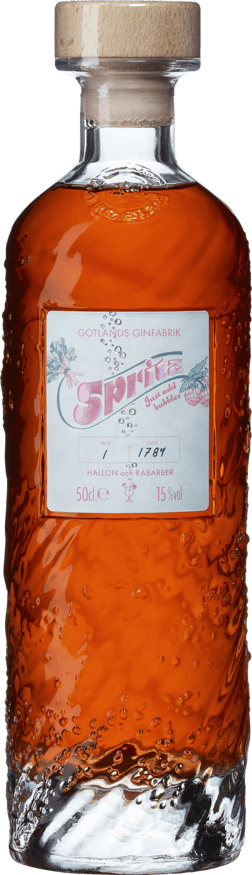 GOTLANDS GINFABRIK
Spritz
Just add
bubbles
1 1784
HALLON och RABARBER
50cl. e 15%vol